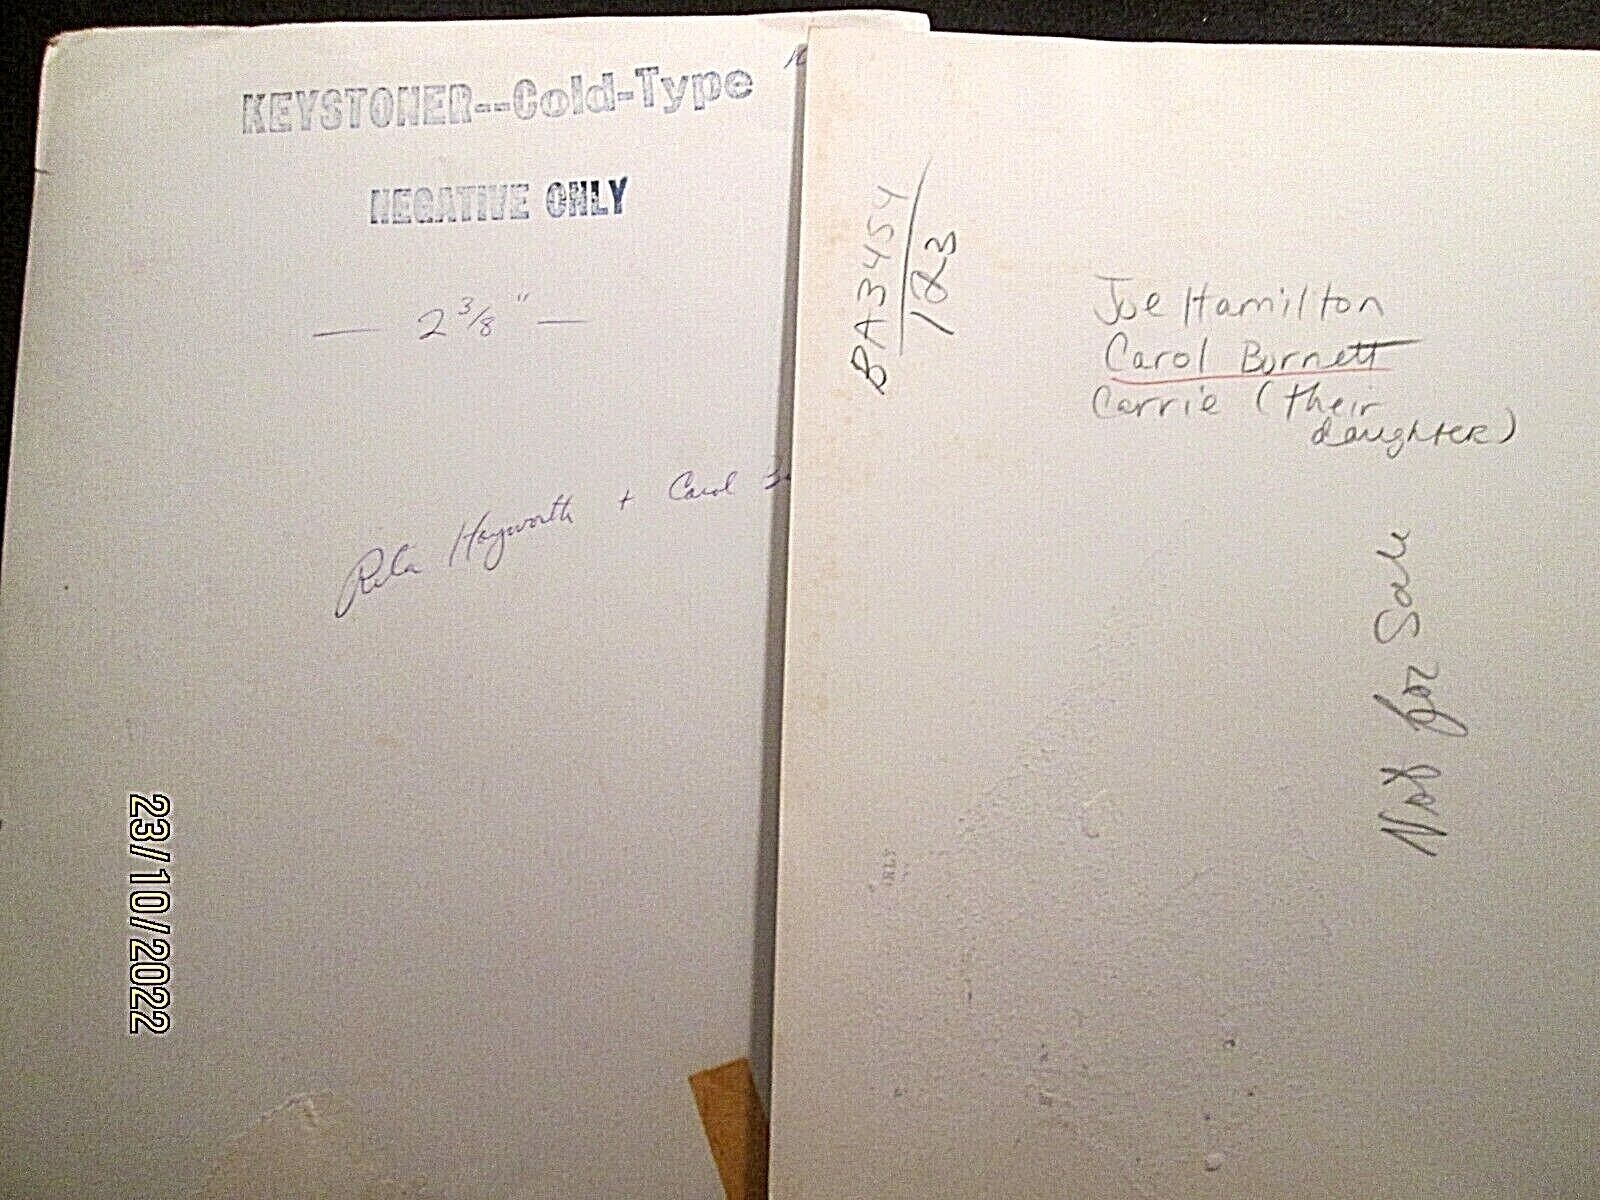 KEYSTONER--Cold-Type
NEGATIVE ONLY
— 2 3/8" —
Rita Hayworth + Carol
23/10/2022
BA3454
183
Joe Hamilton
Carol Burnett
Carrie (their
daughter)
Not for Sale